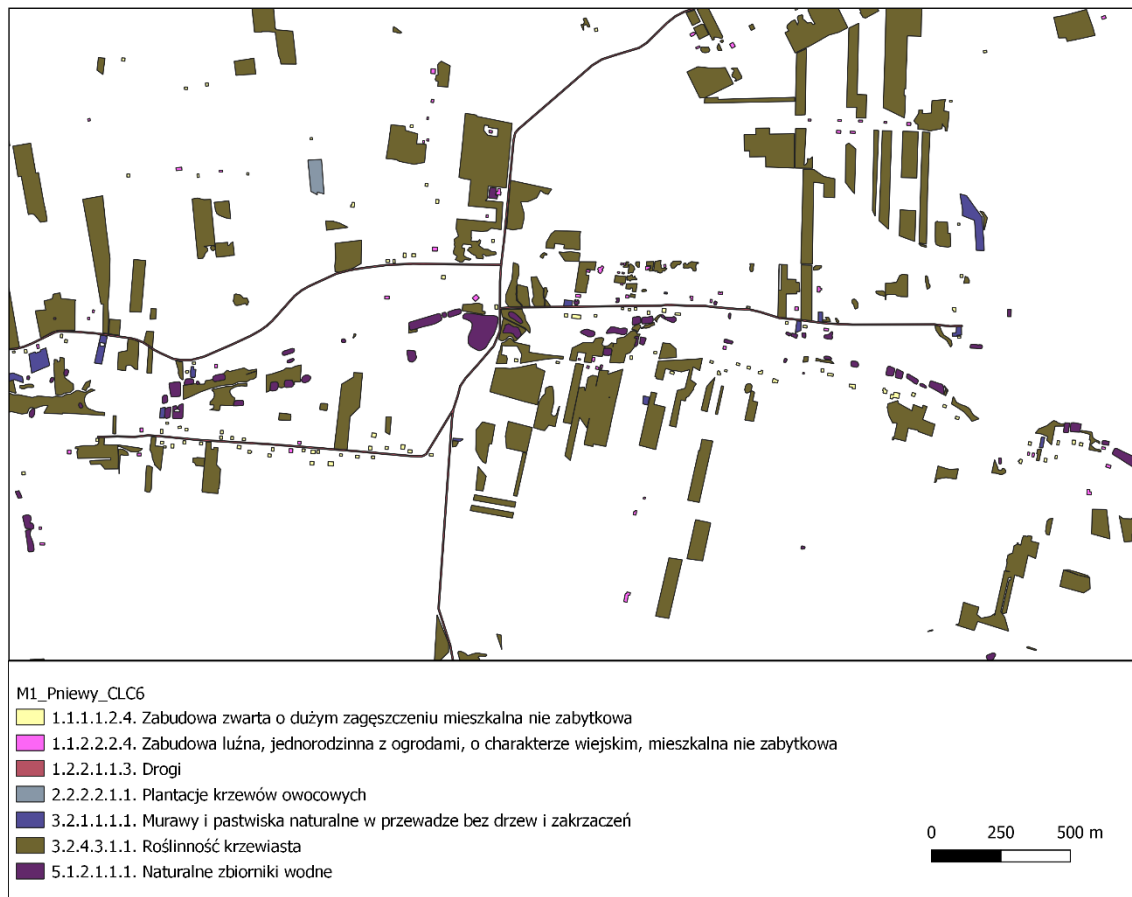 M1_Pniewy_CLC6
1.1.1.1.2.4. Zabudowa zwarta o dużym zagęszczeniu mieszkalna nie zabytkowa
1.1.2.2.2.4. Zabudowa luźna, jednorodzinna z ogrodami, o charakterze wiejskim, mieszkalna nie zabytkowa
1.2.2.1.1.3. Drogi
2.2.2.2.1.1. Plantacje krzewów owocowych
3.2.1.1.1.1. Murawy i pastwiska naturalne w przewadze bez drzew i zakrzaczeń
3.2.4.3.1.1. Roślinność krzewiasta
5.1.2.1.1.1. Naturalne zbiorniki wodne
0 250 500 m